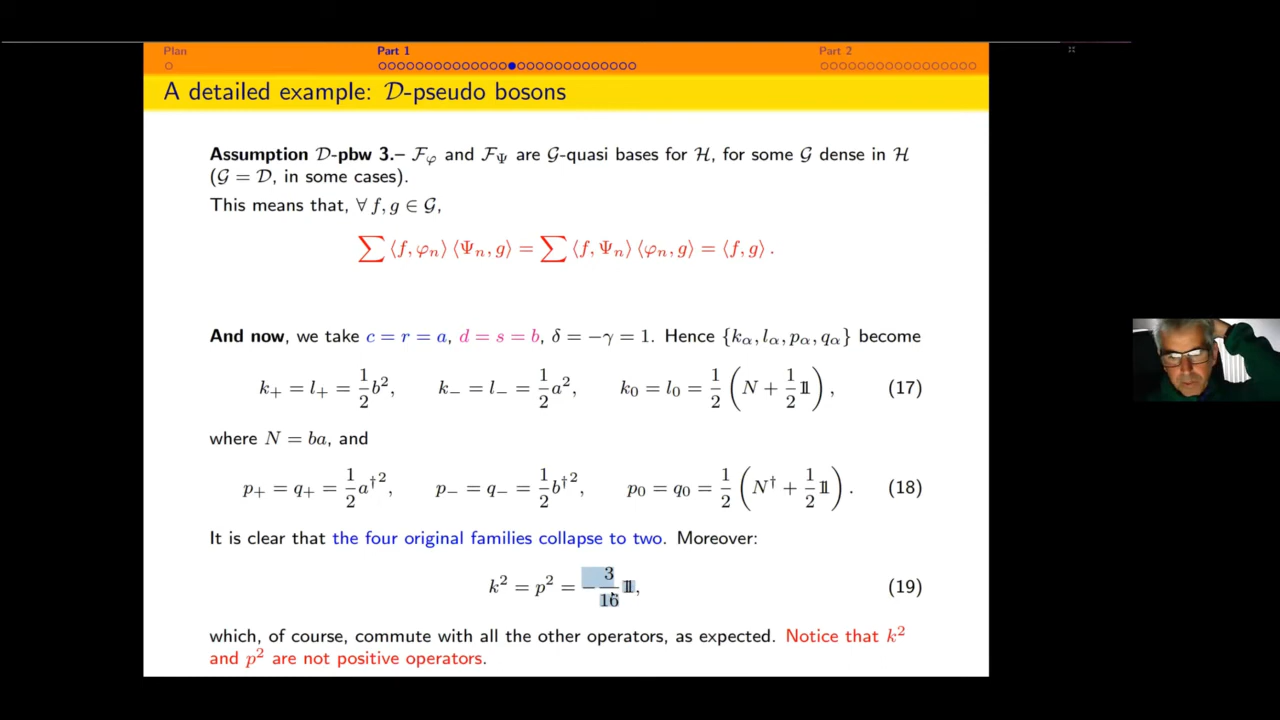 Plan Part 1 Part 2
A detailed example: 𝒟-pseudo bosons
Assumption 𝒟-pbw 3.– ℱ_φ and ℱ_Ψ are 𝒢-quasi bases for ℋ, for some 𝒢 dense in ℋ
(𝒢 = 𝒟, in some cases).
This means that, ∀ f, g ∈ 𝒢,
∑ ⟨f, φ_n⟩ ⟨Ψ_n, g⟩ = ∑ ⟨f, Ψ_n⟩ ⟨φ_n, g⟩ = ⟨f, g⟩ .
And now, we take c = r = a, d = s = b, δ = −γ = 1. Hence {k_α, l_α, p_α, q_α} become
k_+ = l_+ = 1/2 b², k_− = l_− = 1/2 a², k_0 = l_0 = 1/2 (N + 1/2 𝟙) , (17)
where N = ba, and
p_+ = q_+ = 1/2 a†², p_− = q_− = 1/2 b†², p_0 = q_0 = 1/2 (N† + 1/2 𝟙) . (18)
It is clear that the four original families collapse to two. Moreover:
k² = p² = −3/16 𝟙, (19)
which, of course, commute with all the other operators, as expected. Notice that k²
and p² are not positive operators.